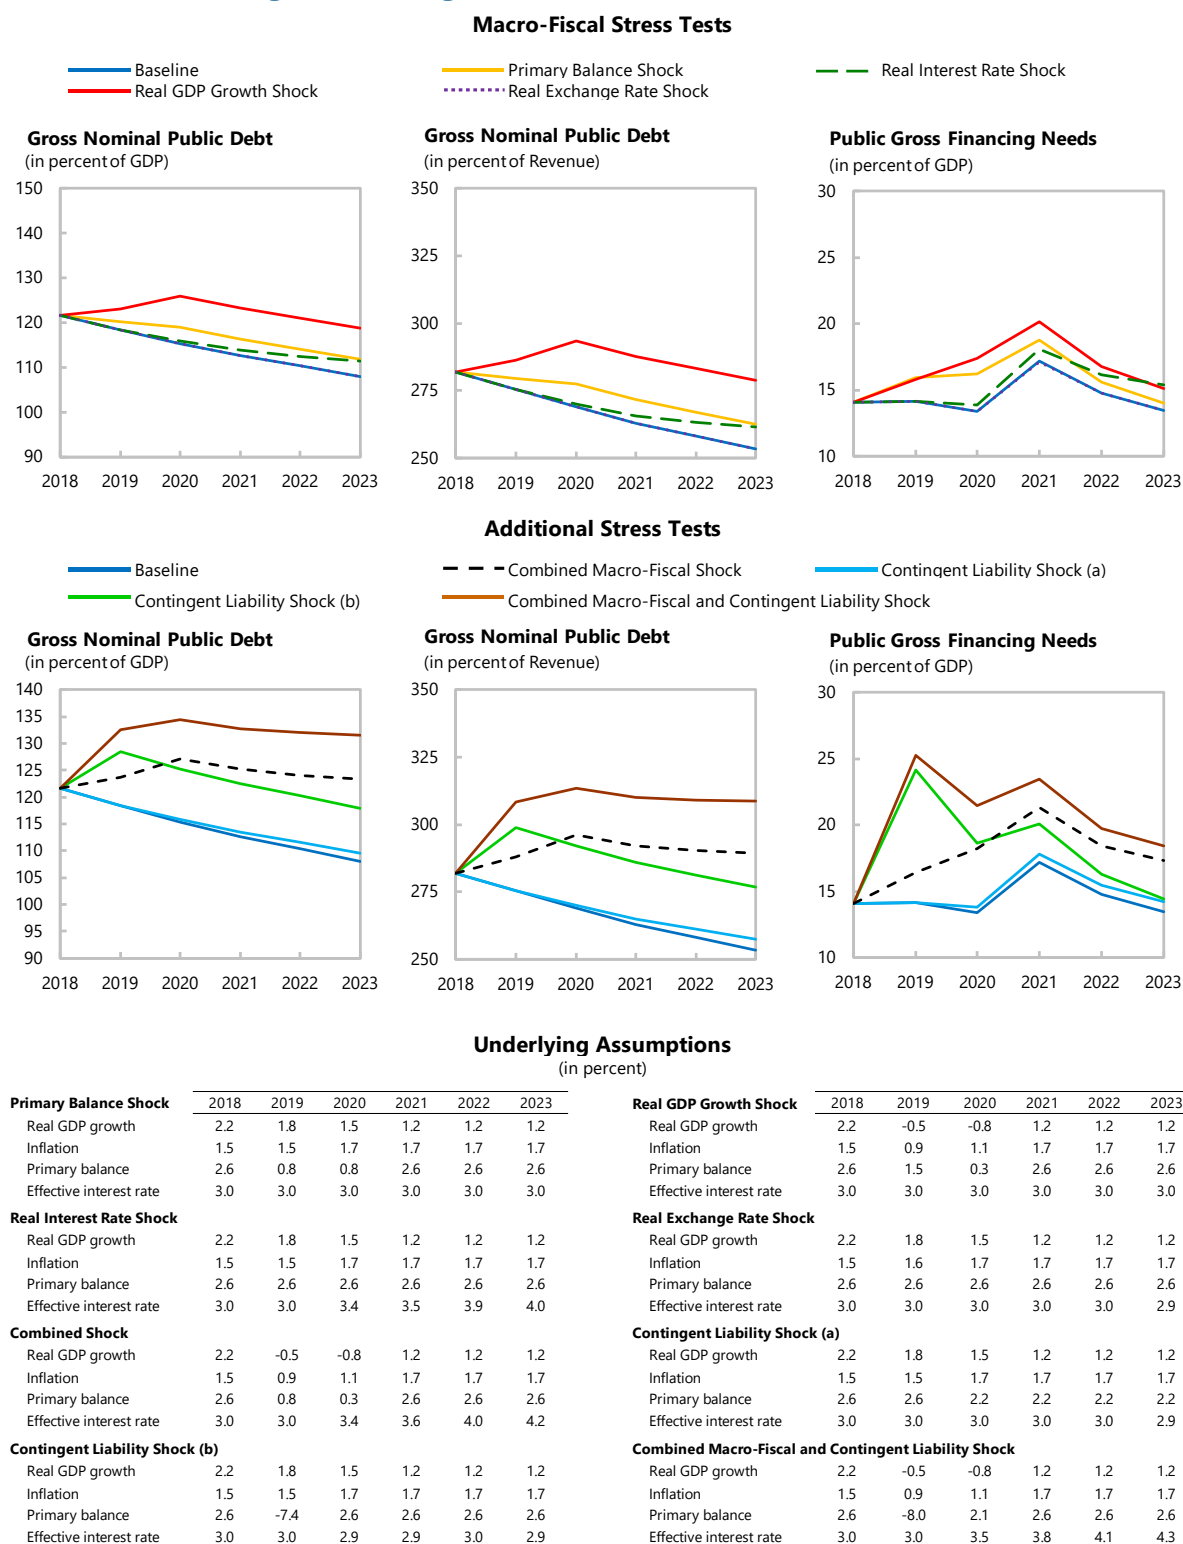 Macro-Fiscal Stress Tests
Baseline
Primary Balance Shock
Real Interest Rate Shock
Real GDP Growth Shock
Real Exchange Rate Shock
Gross Nominal Public Debt
(in percent of GDP)
150
140
130
120
110
100
90
2018 2019 2020 2021 2022 2023
Gross Nominal Public Debt
(in percent of Revenue)
350
325
300
275
250
2018 2019 2020 2021 2022 2023
Public Gross Financing Needs
(in percent of GDP)
30
25
20
15
10
2018 2019 2020 2021 2022 2023
Additional Stress Tests
Baseline
Combined Macro-Fiscal Shock
Contingent Liability Shock (a)
Contingent Liability Shock (b)
Combined Macro-Fiscal and Contingent Liability Shock
Gross Nominal Public Debt
(in percent of GDP)
140
135
130
125
120
115
110
105
100
95
90
2018 2019 2020 2021 2022 2023
Gross Nominal Public Debt
(in percent of Revenue)
350
325
300
275
250
2018 2019 2020 2021 2022 2023
Public Gross Financing Needs
(in percent of GDP)
30
25
20
15
10
2018 2019 2020 2021 2022 2023
Underlying Assumptions
(in percent)
Primary Balance Shock 2018 2019 2020 2021 2022 2023
Real GDP growth 2.2 1.8 1.5 1.2 1.2 1.2
Inflation 1.5 1.5 1.7 1.7 1.7 1.7
Primary balance 2.6 0.8 0.8 2.6 2.6 2.6
Effective interest rate 3.0 3.0 3.0 3.0 3.0 3.0
Real Interest Rate Shock
Real GDP growth 2.2 1.8 1.5 1.2 1.2 1.2
Inflation 1.5 1.5 1.7 1.7 1.7 1.7
Primary balance 2.6 2.6 2.6 2.6 2.6 2.6
Effective interest rate 3.0 3.0 3.4 3.5 3.9 4.0
Combined Shock
Real GDP growth 2.2 -0.5 -0.8 1.2 1.2 1.2
Inflation 1.5 0.9 1.1 1.7 1.7 1.7
Primary balance 2.6 0.8 0.3 2.6 2.6 2.6
Effective interest rate 3.0 3.0 3.4 3.6 4.0 4.2
Contingent Liability Shock (b)
Real GDP growth 2.2 1.8 1.5 1.2 1.2 1.2
Inflation 1.5 1.5 1.7 1.7 1.7 1.7
Primary balance 2.6 -7.4 2.6 2.6 2.6 2.6
Effective interest rate 3.0 3.0 2.9 2.9 3.0 2.9
Real GDP Growth Shock 2018 2019 2020 2021 2022 2023
Real GDP growth 2.2 -0.5 -0.8 1.2 1.2 1.2
Inflation 1.5 0.9 1.1 1.7 1.7 1.7
Primary balance 2.6 1.5 0.3 2.6 2.6 2.6
Effective interest rate 3.0 3.0 3.0 3.0 3.0 3.0
Real Exchange Rate Shock
Real GDP growth 2.2 1.8 1.5 1.2 1.2 1.2
Inflation 1.5 1.6 1.7 1.7 1.7 1.7
Primary balance 2.6 2.6 2.6 2.6 2.6 2.6
Effective interest rate 3.0 3.0 3.0 3.0 3.0 2.9
Contingent Liability Shock (a)
Real GDP growth 2.2 1.8 1.5 1.2 1.2 1.2
Inflation 1.5 1.5 1.7 1.7 1.7 1.7
Primary balance 2.6 2.6 2.2 2.2 2.2 2.2
Effective interest rate 3.0 3.0 3.0 3.0 3.0 2.9
Combined Macro-Fiscal and Contingent Liability Shock
Real GDP growth 2.2 -0.5 -0.8 1.2 1.2 1.2
Inflation 1.5 0.9 1.1 1.7 1.7 1.7
Primary balance 2.6 -8.0 2.1 2.6 2.6 2.6
Effective interest rate 3.0 3.0 3.5 3.8 4.1 4.3